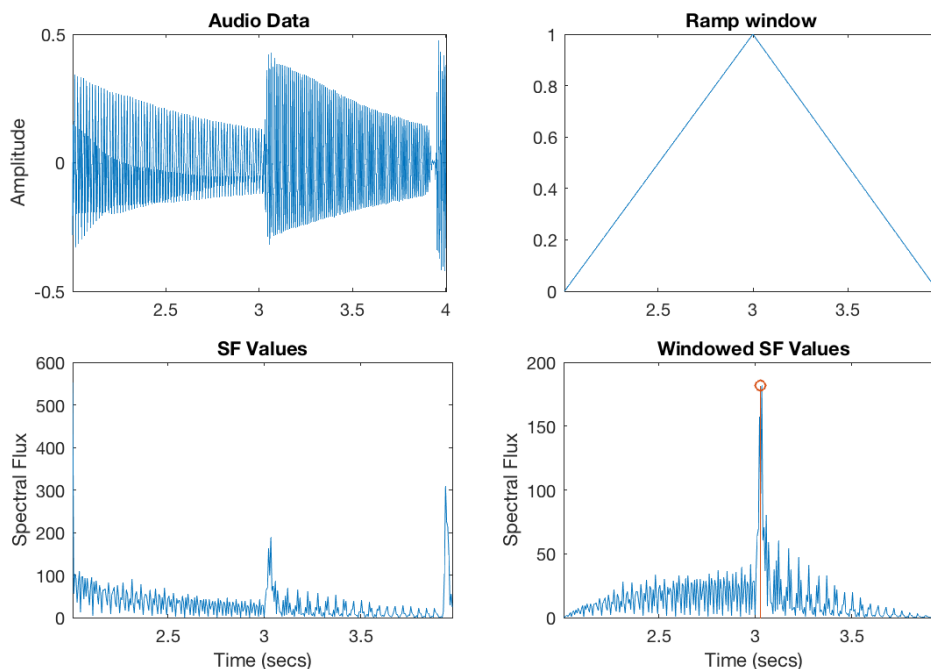 Audio Data
0.5
0
-0.5
Amplitude
2.5 3 3.5 4
Ramp window
1
0.8
0.6
0.4
0.2
0
2.5 3 3.5
SF Values
600
500
400
300
200
100
0
Spectral Flux
2.5 3 3.5
Time (secs)
Windowed SF Values
200
150
100
50
0
Spectral Flux
2.5 3 3.5
Time (secs)